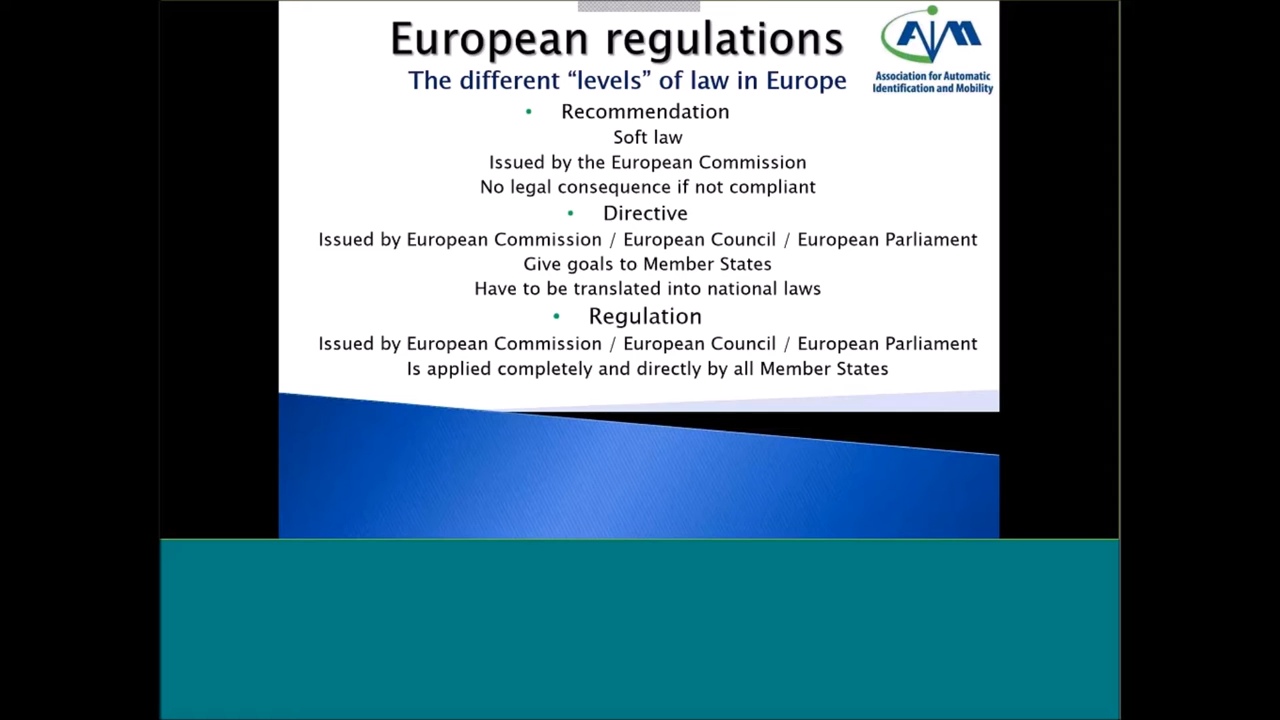 European regulations
AIM
Association for Automatic
Identification and Mobility
The different “levels” of law in Europe
• Recommendation
Soft law
Issued by the European Commission
No legal consequence if not compliant
• Directive
Issued by European Commission / European Council / European Parliament
Give goals to Member States
Have to be translated into national laws
• Regulation
Issued by European Commission / European Council / European Parliament
Is applied completely and directly by all Member States